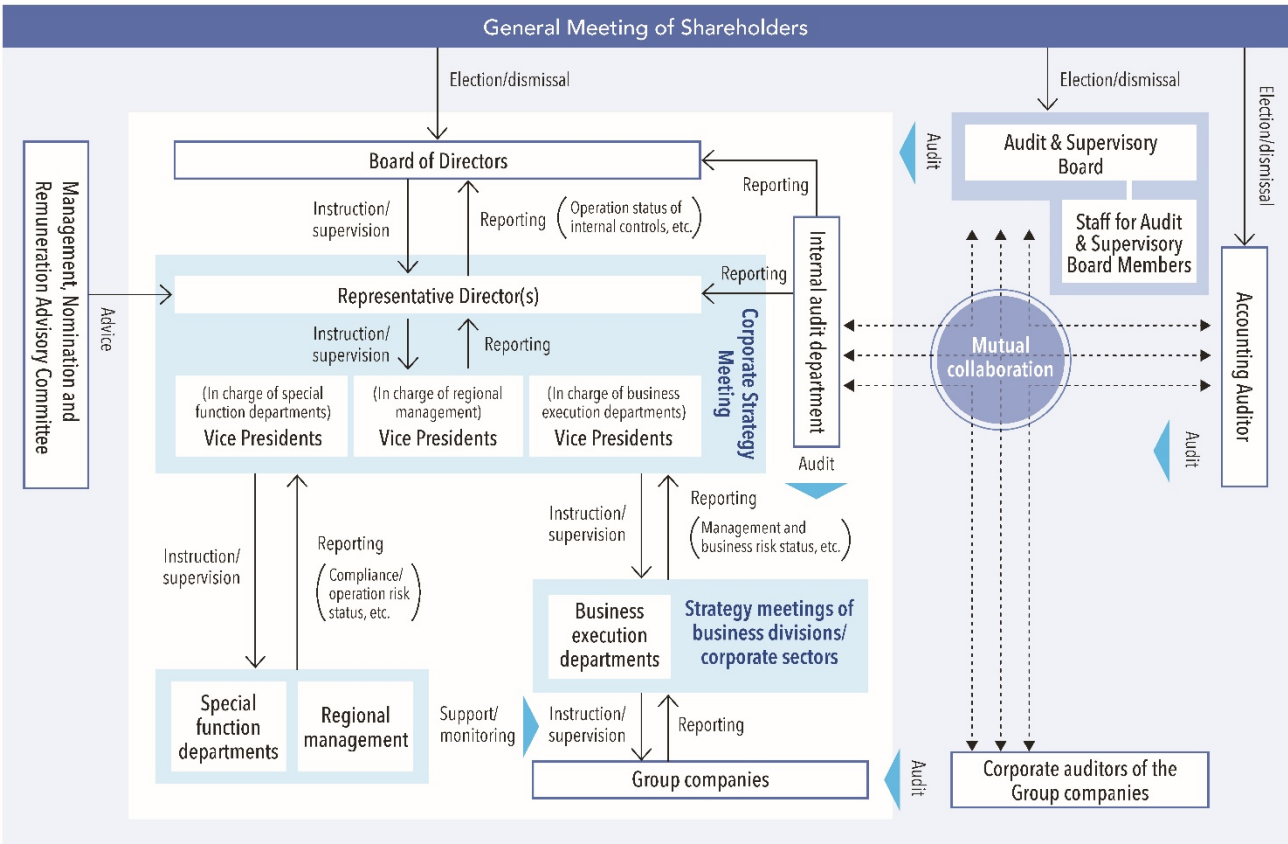 General Meeting of Shareholders
Election/dismissal
Election/dismissal
Election/dismissal
Management, Nomination and
Remuneration Advisory Committee
Advice
Board of Directors
Audit
Audit & Supervisory
Board
Staff for Audit
& Supervisory
Board Members
Instruction/
supervision
Reporting
(Operation status of
internal controls, etc.)
Reporting
Reporting
Internal audit department
Representative Director(s)
Instruction/
supervision
Reporting
Corporate Strategy
Meeting
Mutual
collaboration
Accounting Auditor
(In charge of special
function departments)
Vice Presidents
(In charge of regional
management)
Vice Presidents
(In charge of business
execution departments)
Vice Presidents
Audit
Audit
Instruction/
supervision
Reporting
(Compliance/
operation risk
status, etc.)
Instruction/
supervision
Reporting
(Management and
business risk status, etc.)
Business
execution
departments
Strategy meetings of
business divisions/
corporate sectors
Special
function
departments
Regional
management
Support/
monitoring
Instruction/
supervision
Reporting
Group companies
Audit
Corporate auditors of the
Group companies